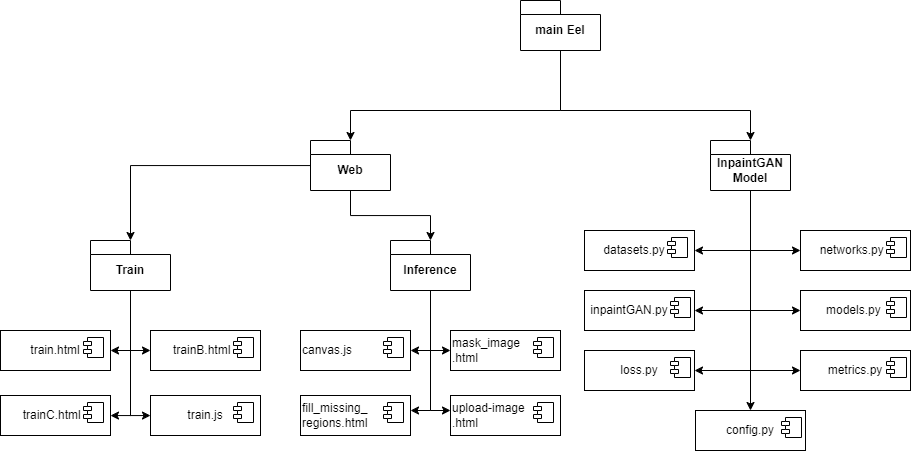 main Eel
Web
InpaintGAN
Model
Train
Inference
datasets.py
networks.py
inpaintGAN.py
models.py
loss.py
metrics.py
config.py
train.html
trainB.html
trainC.html
train.js
canvas.js
mask_image
.html
fill_missing_
regions.html
upload-image
.html